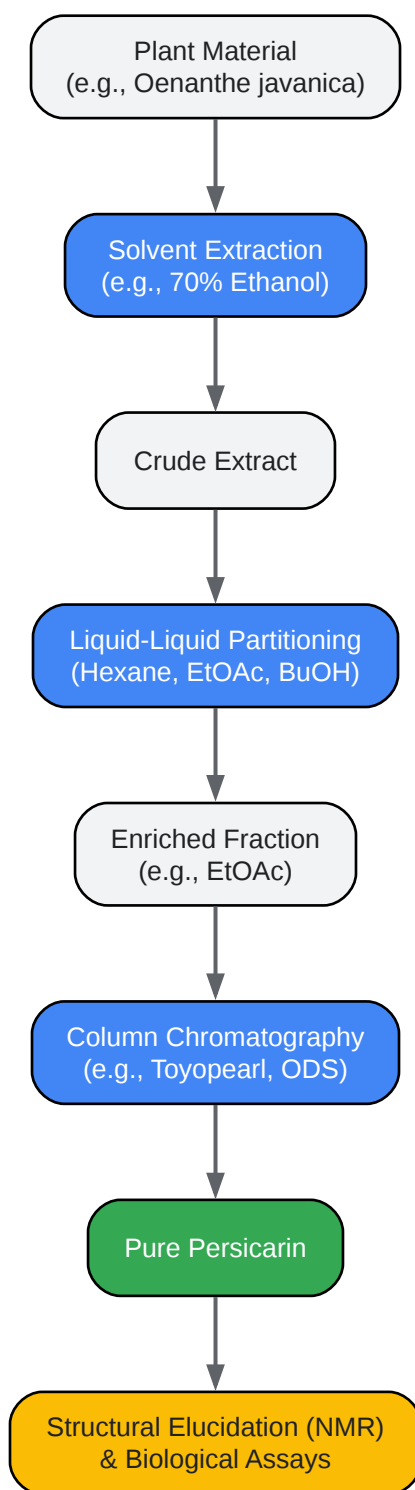 Plant Material
(e.g., Oenanthe javanica)
Solvent Extraction
(e.g., 70% Ethanol)
Crude Extract
Liquid-Liquid Partitioning
(Hexane, EtOAc, BuOH)
Enriched Fraction
(e.g., EtOAc)
Column Chromatography
(e.g., Toyopearl, ODS)
Pure Persicarin
Structural Elucidation (NMR)
& Biological Assays